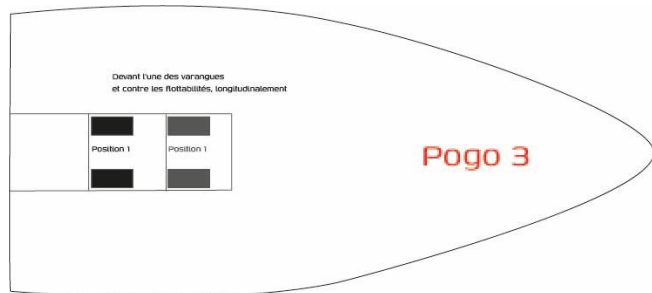 Devant l'une des varangues
et contre les flottabilités, longitudinalement
Position 1
Position 1
Pogo 3